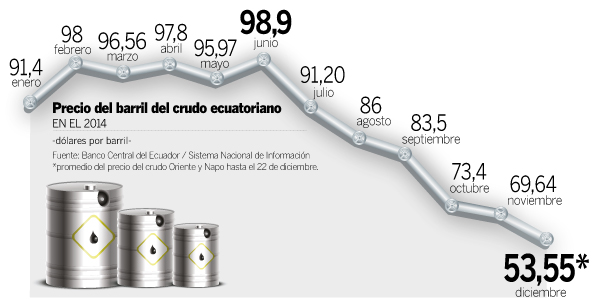 91,4
enero
98
febrero
96,56
marzo
97,8
abril
95,97
mayo
98,9
junio
91,20
julio
86
agosto
83,5
septiembre
73,4
octubre
69,64
noviembre
53,55*
diciembre
Precio del barril del crudo ecuatoriano
EN EL 2014
-dólares por barril-
Fuente: Banco Central del Ecuador / Sistema Nacional de Información
*promedio del precio del crudo Oriente y Napo hasta el 22 de diciembre.